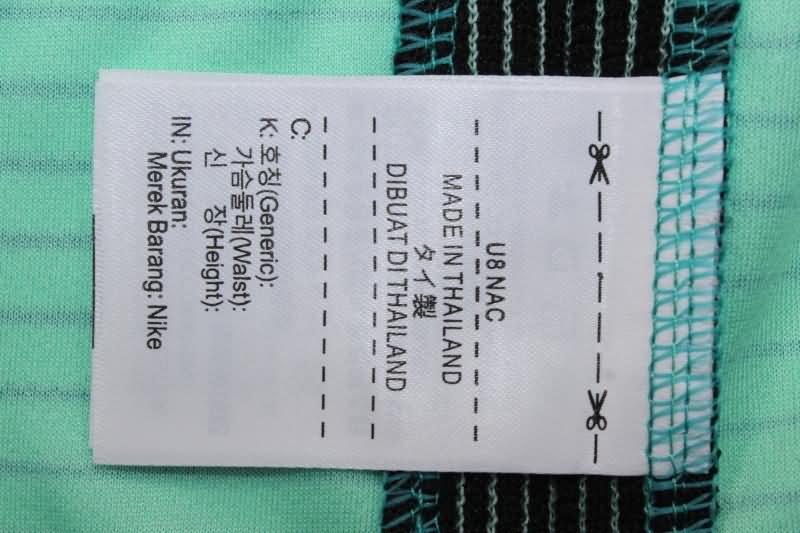 U8 NAC
MADE IN THAILAND
タイ製
DIBUAT DI THAILAND
C:
K: 호칭(Generic):
가슴둘레(Walst):
신 장(Height):
IN: Ukuran:
Merek Barang: Nike